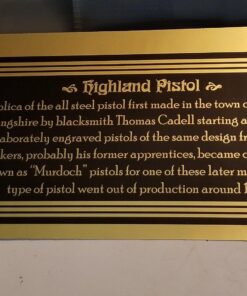 Highland Pistol
plica of the all steel pistol first made in the town o
ngshire by blacksmith Thomas Cadell starting a
aborately engraved pistols of the same design fr
kers, probably his former apprentices, became c
wn as "Murdoch" pistols for one of these later m
type of pistol went out of production around 1